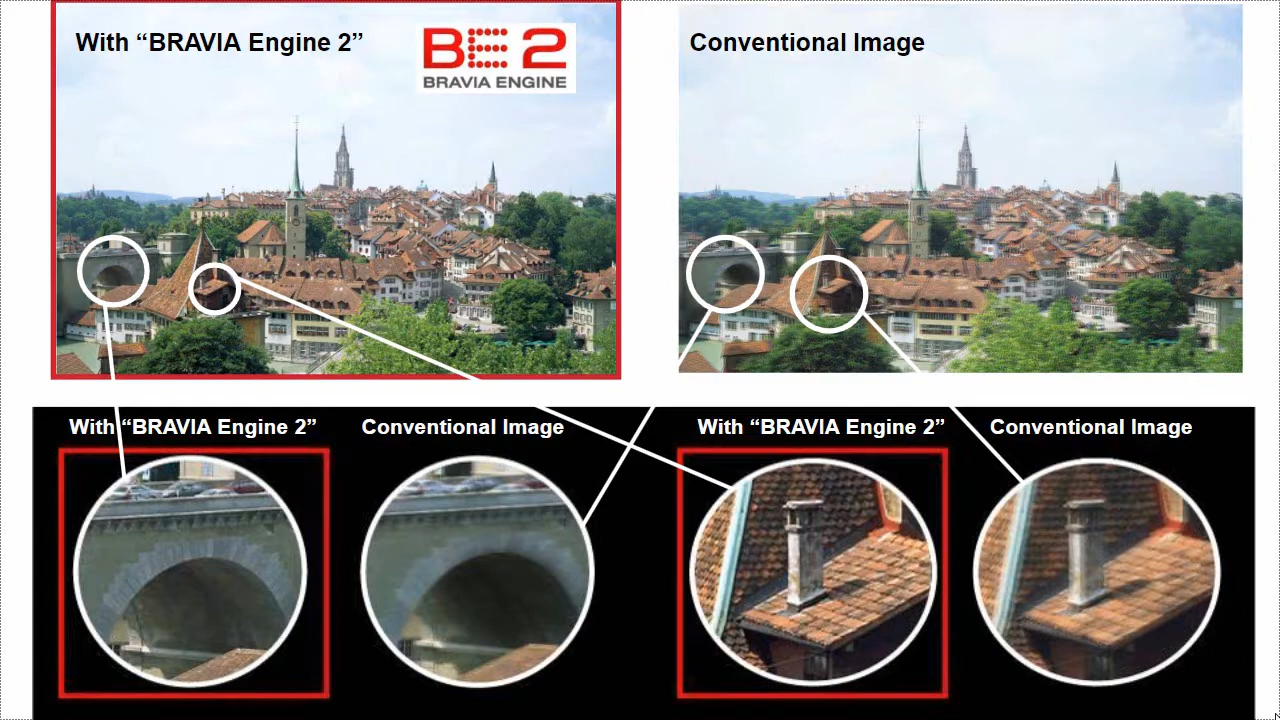 With “BRAVIA Engine 2”
BE 2
BRAVIA ENGINE
Conventional Image
With “BRAVIA Engine 2”
Conventional Image
With “BRAVIA Engine 2”
Conventional Image